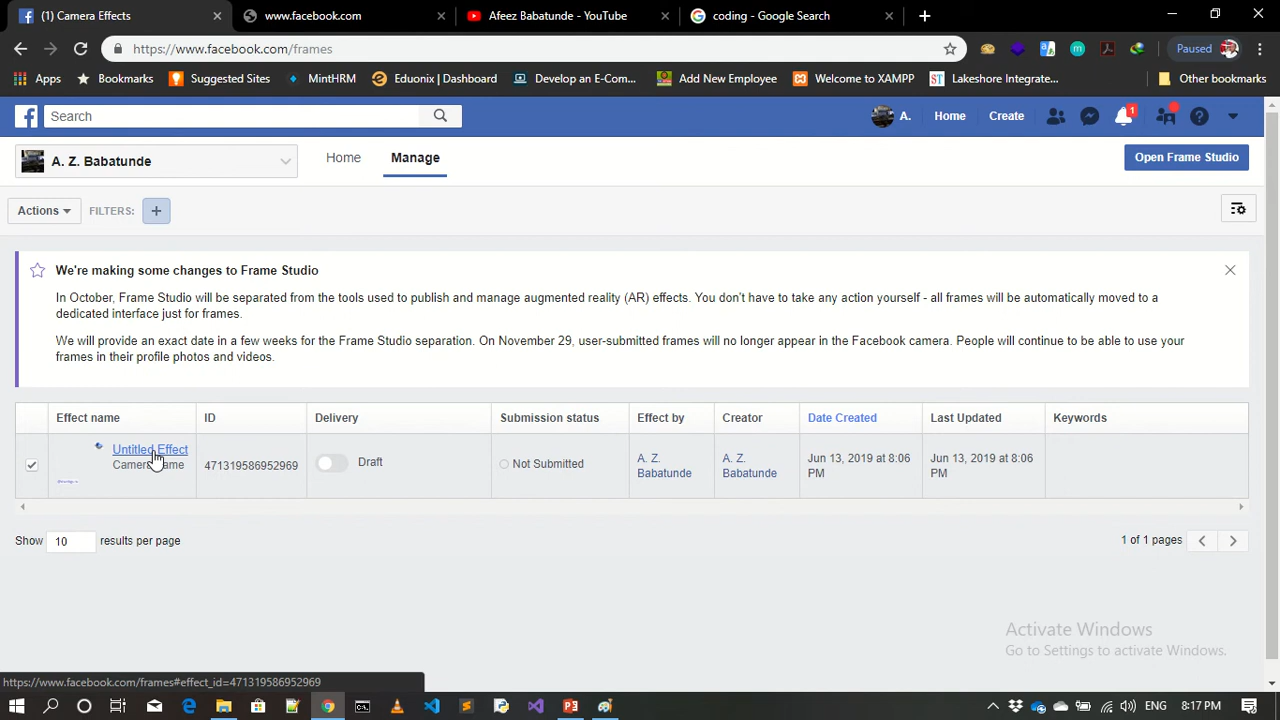 (1) Camera Effects
www.facebook.com
Afeez Babatunde - YouTube
coding - Google Search
https://www.facebook.com/frames
Paused
Apps
Bookmarks
Suggested Sites
MintHRM
Eduonix | Dashboard
Develop an E-Com...
Add New Employee
Welcome to XAMPP
Lakeshore Integrate...
Other bookmarks
Search
A.
Home
Create
1
A. Z. Babatunde
Home
Manage
Open Frame Studio
Actions
FILTERS:
We're making some changes to Frame Studio
In October, Frame Studio will be separated from the tools used to publish and manage augmented reality (AR) effects. You don't have to take any action yourself - all frames will be automatically moved to a
dedicated interface just for frames.
We will provide an exact date in a few weeks for the Frame Studio separation. On November 29, user-submitted frames will no longer appear in the Facebook camera. People will continue to be able to use your
frames in their profile photos and videos.
Effect name
ID
Delivery
Submission status
Effect by
Creator
Date Created
Last Updated
Keywords
Untitled Effect
471319586952969
Draft
Not Submitted
A. Z.
Babatunde
A. Z.
Babatunde
Jun 13, 2019 at 8:06
PM
Jun 13, 2019 at 8:06
PM
Show 10 results per page
1 of 1 pages
Activate Windows
Go to Settings to activate Windows.
https://www.facebook.com/frames#effect_id=471319586952969
ENG
8:17 PM